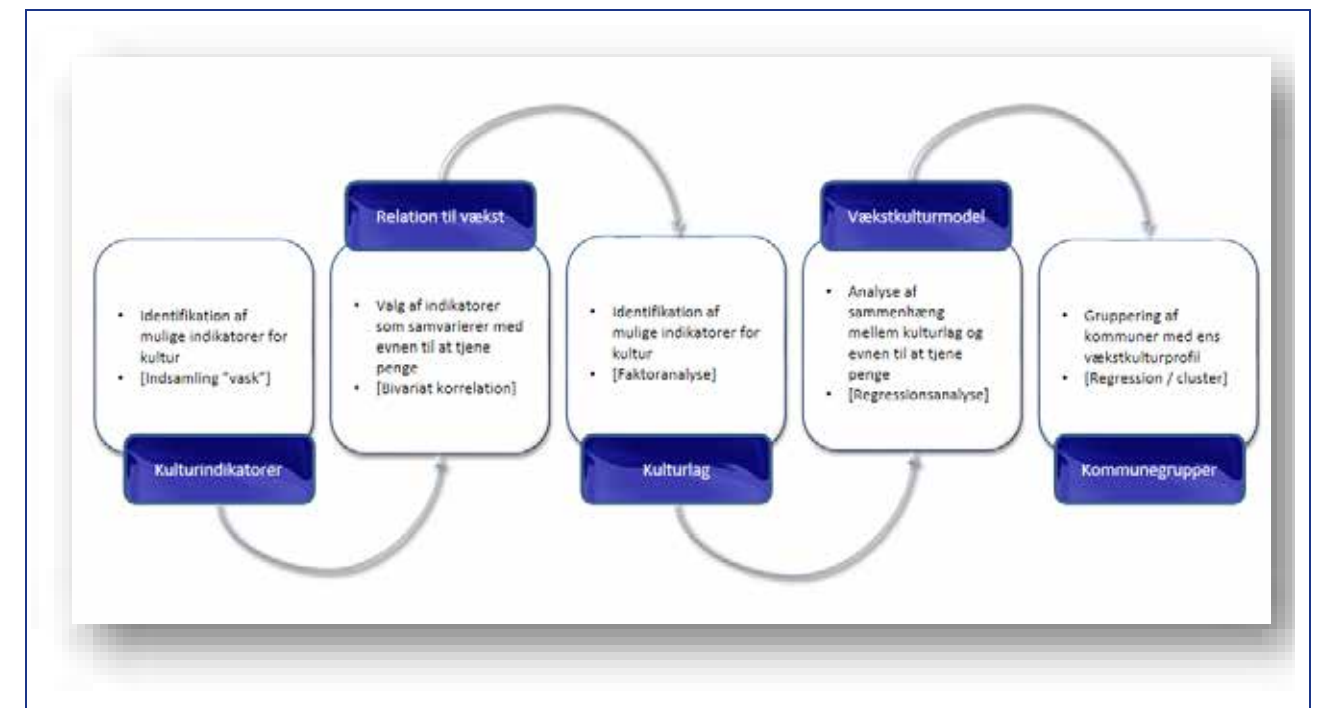 Kulturindikatorer
• Identifikation af
mulige indikatorer for
kultur
• [Indsamling "vask"]
Relation til vækst
• Valg af indikatorer
som samvarierer med
evnen til at tjene
penge
• [Bivariat korrelation]
• Identifikation af
mulige indikatorer for
kultur
• [Faktoranalyse]
Kulturlag
Vækstkulturmodel
• Analyse af
sammenhæng
mellem kulturlag og
evnen til at tjene
penge
• [Regressionsanalyse]
• Gruppering af
kommuner med ens
vækstkulturprofil
• [Regression / cluster]
Kommunegrupper